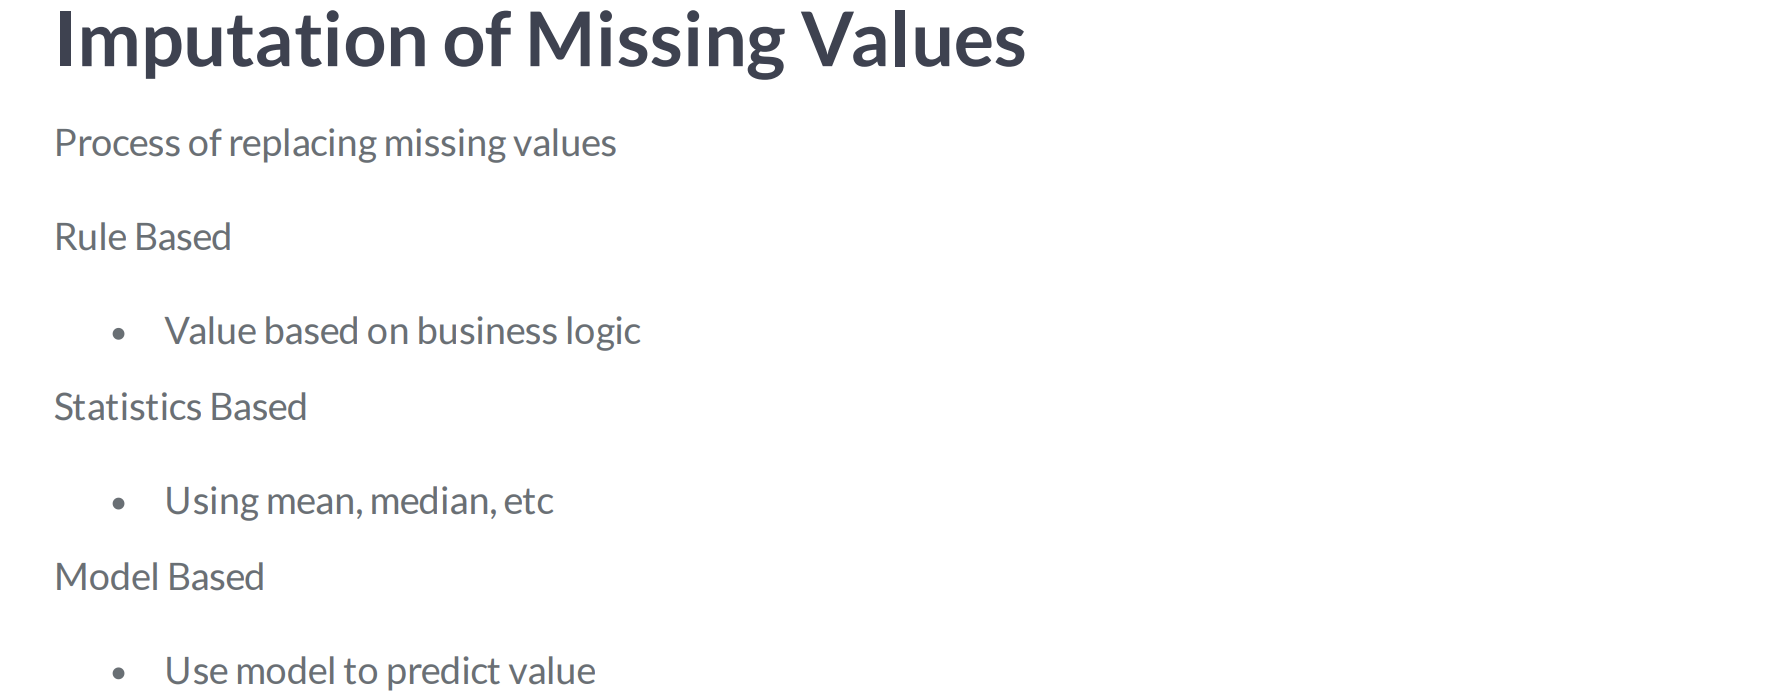 Imputation of Missing Values
Process of replacing missing values
Rule Based
• Value based on business logic
Statistics Based
• Using mean, median, etc
Model Based
• Use model to predict value